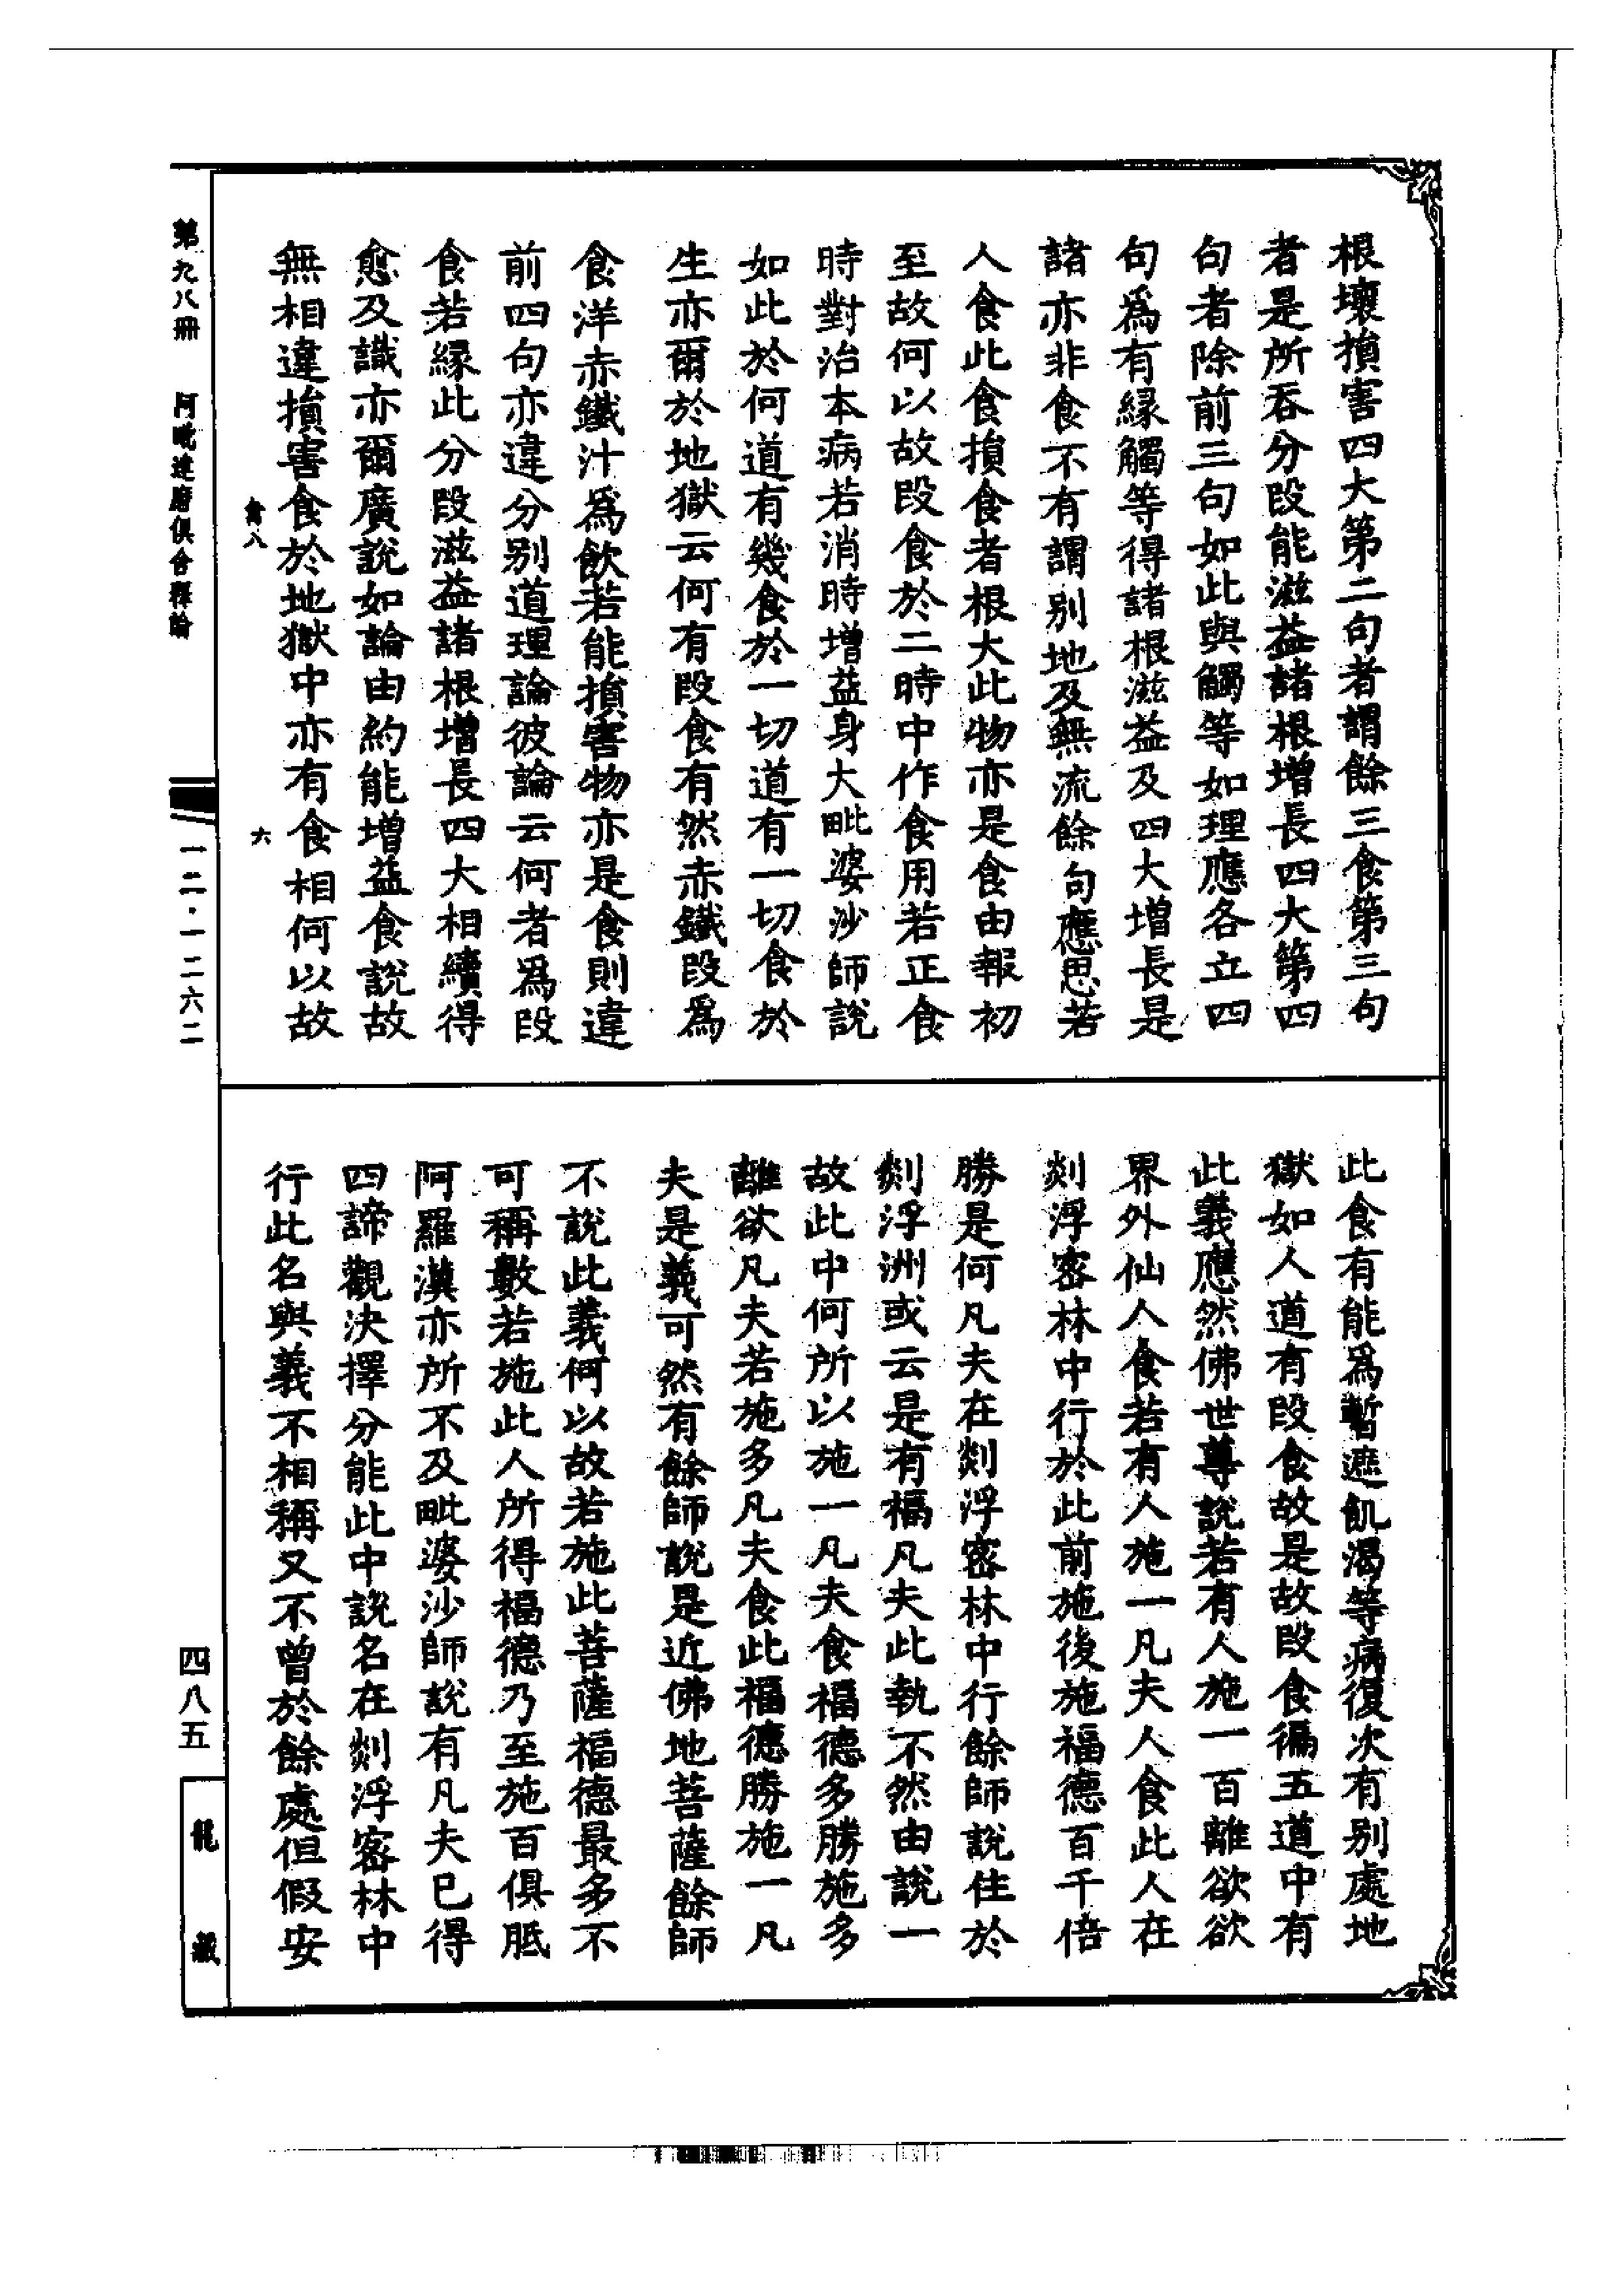 根壞損害四大第二句者謂餘三食第三句
者是所吞分段能滋益諸根增長四大第四
句者除前三句如此與觸等如理應各立四
句爲有緣觸等得諸根滋益及四大增長是
諸亦非食不有謂別地及無流餘句應思若
人食此食損食者根大此物亦是食由報初
至故何以故段食於二時中作食用若正食
時對治本病若消時增益身大毗婆沙師說
如此於何道有幾食於一切道有一切食於
生亦爾於地獄云何有段食有然赤鐵段爲
食洋赤鐵汁爲飲若能損害物亦是食則違
前四句亦違分別道理論彼論云何者爲段
食若緣此分段滋益諸根增長四大相續得
愈及識亦爾廣說如論由約能增益食說故
無相違損害食於地獄中亦有食相何以故
禽八
六
第九八冊 阿毗達磨俱舍釋論
一二·一二六二
此食有能爲暫遮飢渴等病復次有別處地
獄如人道有段食故是故段食徧五道中有
此義應然佛世尊說若有人施一百離欲欲
界外仙人食若有人施一凡夫人食此人在
剡浮密林中行於此前施後施福德百千倍
勝是何凡夫在剡浮密林中行餘師說住於
剡浮洲或云是有福凡夫此執不然由說一
故此中何所以施一凡夫食福德多勝施多
離欲凡夫若施多凡夫食此福德勝施一凡
夫是義可然有餘師說是近佛地菩薩餘師
不說此義何以故若施此菩薩福德最多不
可稱數若施此人所得福德乃至施百俱胝
阿羅漢亦所不及毗婆沙師說有凡夫已得
四諦觀決擇分能此中說名在剡浮密林中
行此名與義不相稱又不曾於餘處但假安
四八五
龍藏